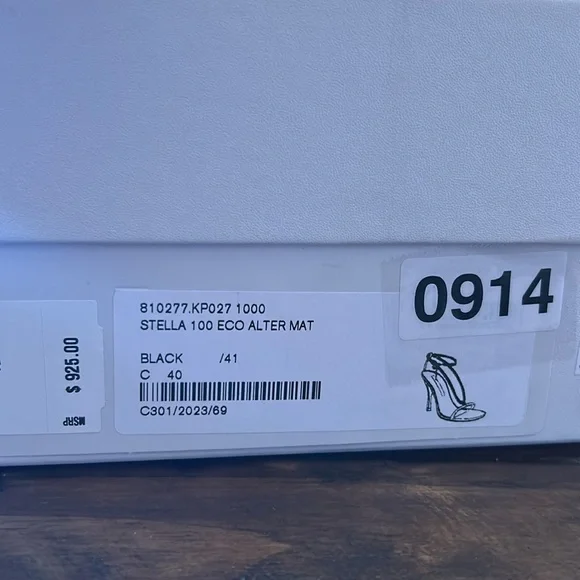 0914
810277.KP027 1000
STELLA 100 ECO ALTER MAT
BLACK /41
C 40
C301/2023/69
MSRP $ 925.00